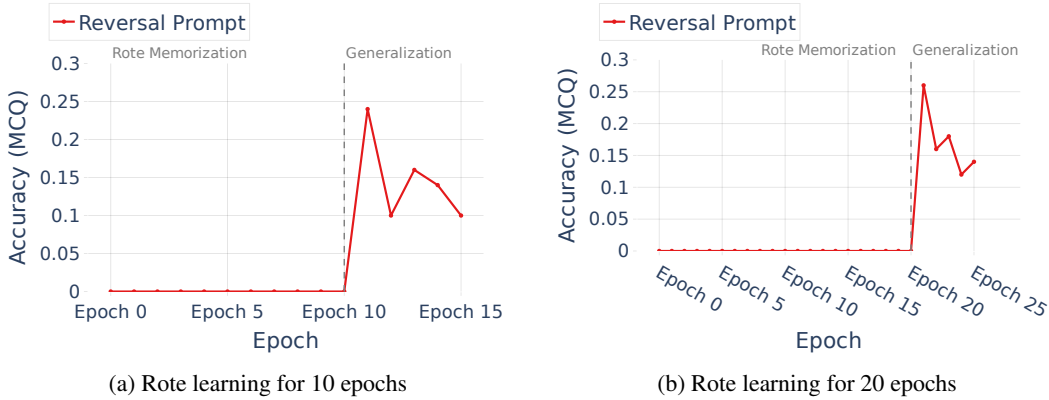 Reversal Prompt
Rote Memorization
Generalization
0.3
0.25
0.2
0.15
0.1
0.05
0
Accuracy (MCQ)
Epoch 0
Epoch 5
Epoch 10
Epoch 15
Epoch
(a) Rote learning for 10 epochs
Reversal Prompt
Rote Memorization
Generalization
0.3
0.25
0.2
0.15
0.1
0.05
0
Accuracy (MCQ)
Epoch 0
Epoch 5
Epoch 10
Epoch 15
Epoch 20
Epoch 25
Epoch
(b) Rote learning for 20 epochs